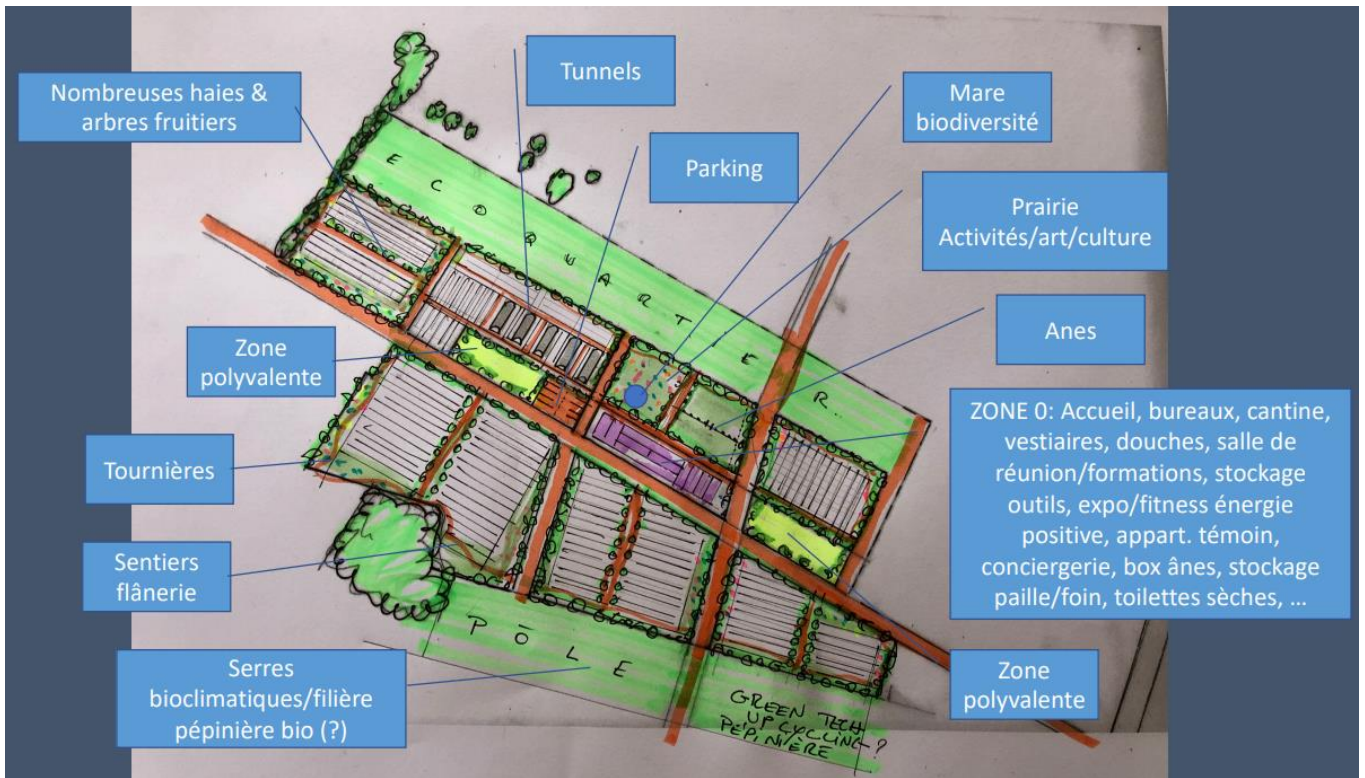 Nombreuses haies &
arbres fruitiers
Tunnels
Parking
Mare
biodiversité
Prairie
Activités/art/culture
Anes
Zone
polyvalente
Tournières
Sentiers
flânerie
Serres
bioclimatiques/filière
pépinière bio (?)
ZONE 0: Accueil, bureaux, cantine,
vestiaires, douches, salle de
réunion/formations, stockage
outils, expo/fitness énergie
positive, appart. témoin,
conciergerie, box ânes, stockage
paille/foin, toilettes sèches, ...
Zone
polyvalente
ECOQUARTIER..
PÔLE
GREEN TECH
UPCYCLING ?
PÉPINIÈRE